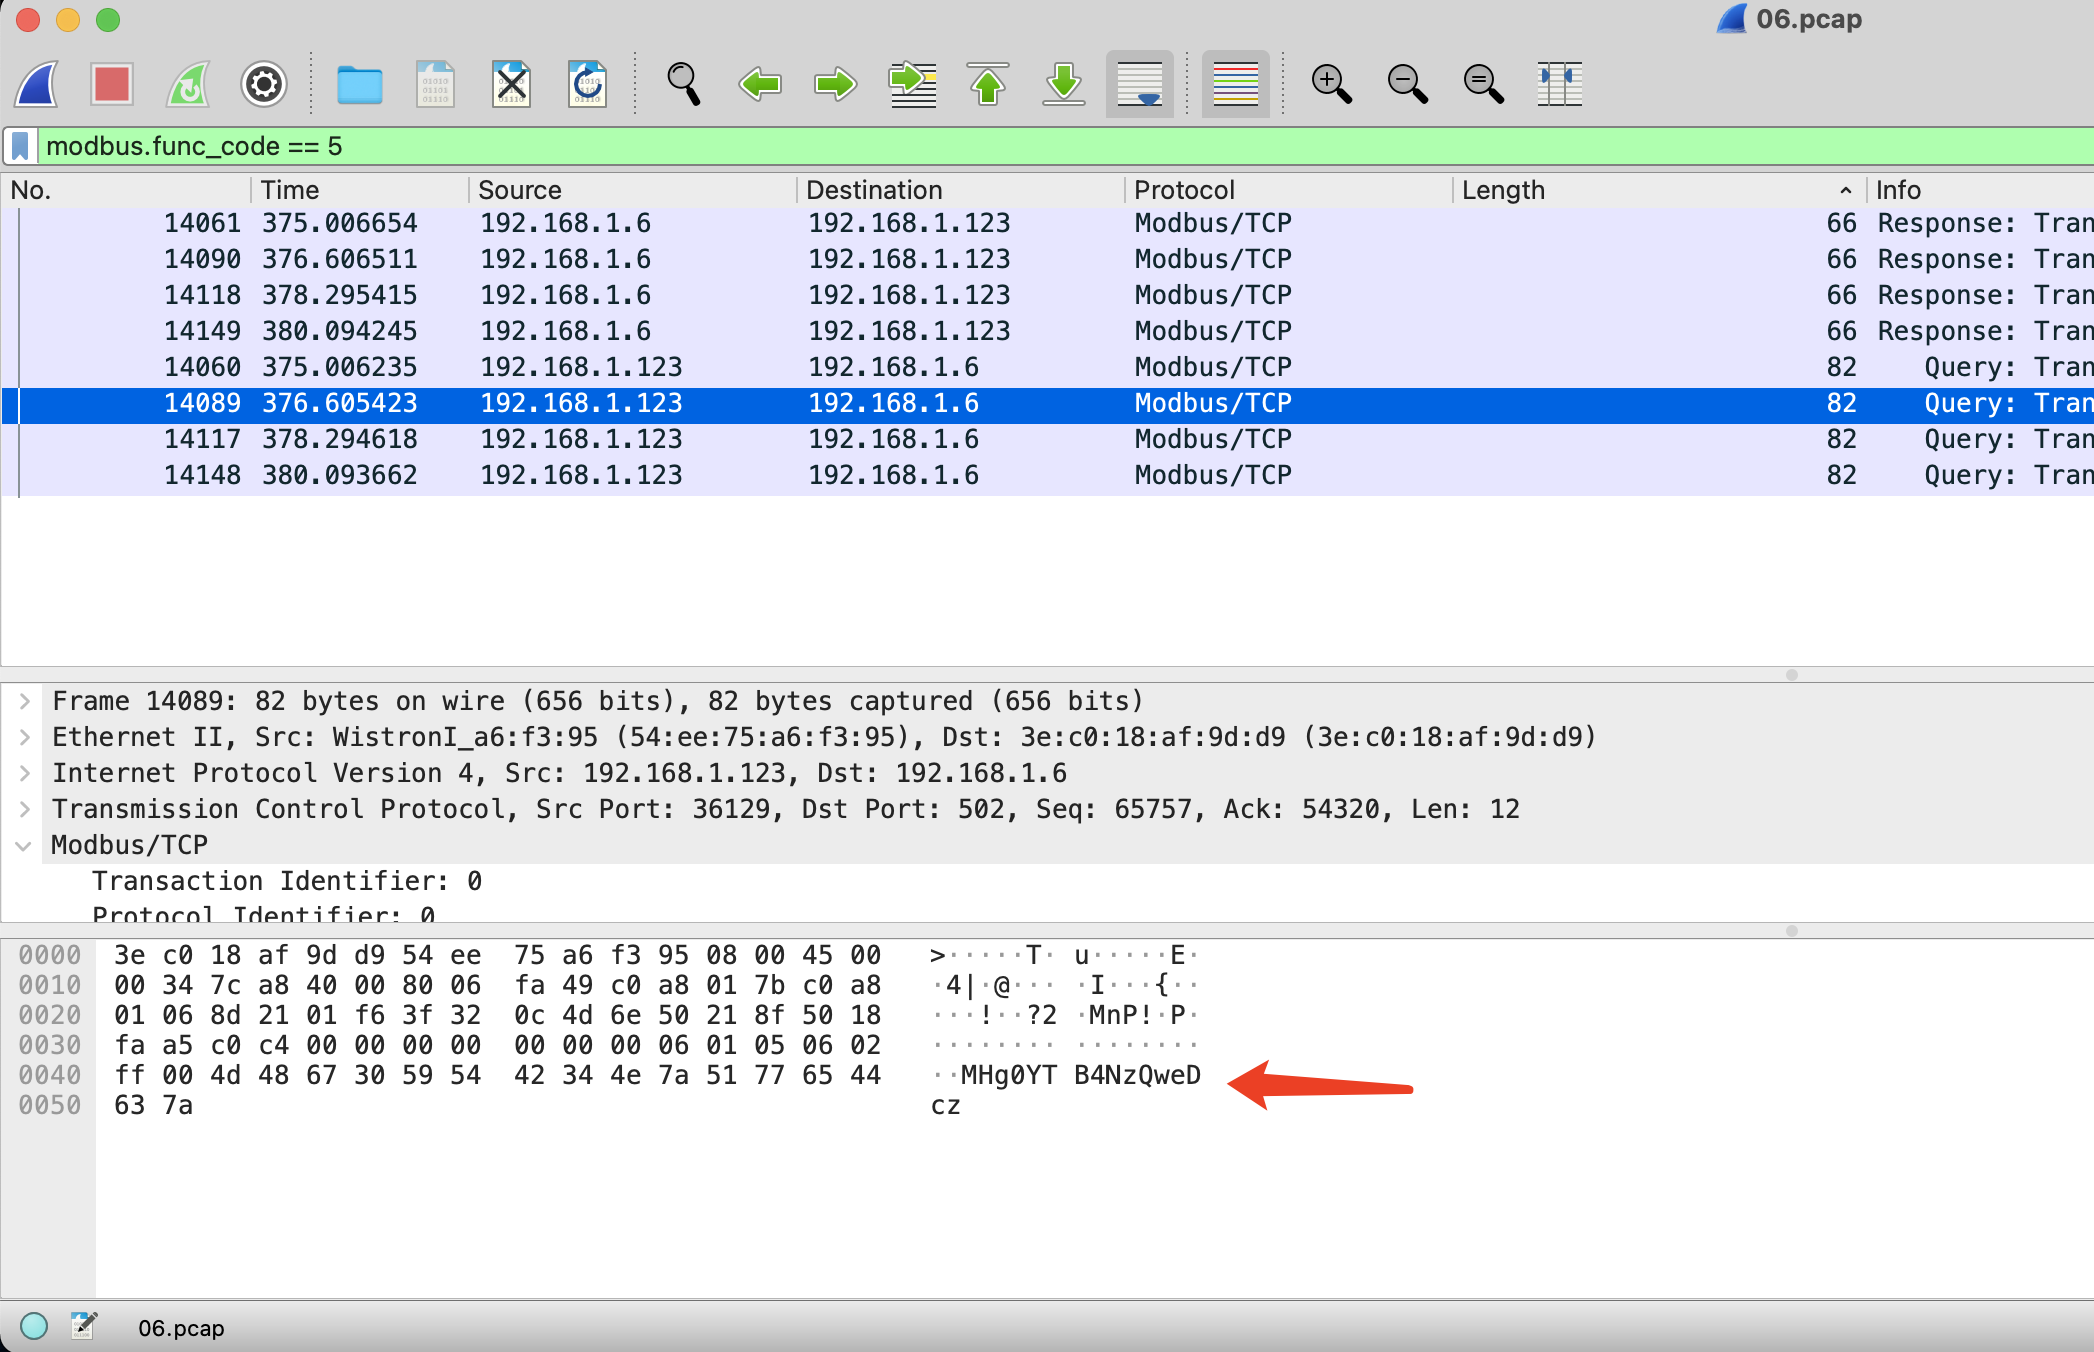 06.pcap
modbus.func_code == 5
No. Time Source Destination Protocol Length Info
14061 375.006654 192.168.1.6 192.168.1.123 Modbus/TCP 66 Response: Tran
14090 376.606511 192.168.1.6 192.168.1.123 Modbus/TCP 66 Response: Tran
14118 378.295415 192.168.1.6 192.168.1.123 Modbus/TCP 66 Response: Tran
14149 380.094245 192.168.1.6 192.168.1.123 Modbus/TCP 66 Response: Tran
14060 375.006235 192.168.1.123 192.168.1.6 Modbus/TCP 82 Query: Tran
14089 376.605423 192.168.1.123 192.168.1.6 Modbus/TCP 82 Query: Tran
14117 378.294618 192.168.1.123 192.168.1.6 Modbus/TCP 82 Query: Tran
14148 380.093662 192.168.1.123 192.168.1.6 Modbus/TCP 82 Query: Tran
Frame 14089: 82 bytes on wire (656 bits), 82 bytes captured (656 bits)
Ethernet II, Src: WistronI_a6:f3:95 (54:ee:75:a6:f3:95), Dst: 3e:c0:18:af:9d:d9 (3e:c0:18:af:9d:d9)
Internet Protocol Version 4, Src: 192.168.1.123, Dst: 192.168.1.6
Transmission Control Protocol, Src Port: 36129, Dst Port: 502, Seq: 65757, Ack: 54320, Len: 12
Modbus/TCP
Transaction Identifier: 0
Protocol Identifier: 0
0000 3e c0 18 af 9d d9 54 ee 75 a6 f3 95 08 00 45 00 >·····T· u·····E·
0010 00 34 7c a8 40 00 80 06 fa 49 c0 a8 01 7b c0 a8 ·4|·@··· ·I···{··
0020 01 06 8d 21 01 f6 3f 32 0c 4d 6e 50 21 8f 50 18 ···!··?2 ·MnP!·P·
0030 fa a5 c0 c4 00 00 00 00 00 00 00 06 01 05 06 02 ········ ········
0040 ff 00 4d 48 67 30 59 54 42 34 4e 7a 51 77 65 44 ··MHg0YT B4NzQweD
0050 63 7a cz
06.pcap